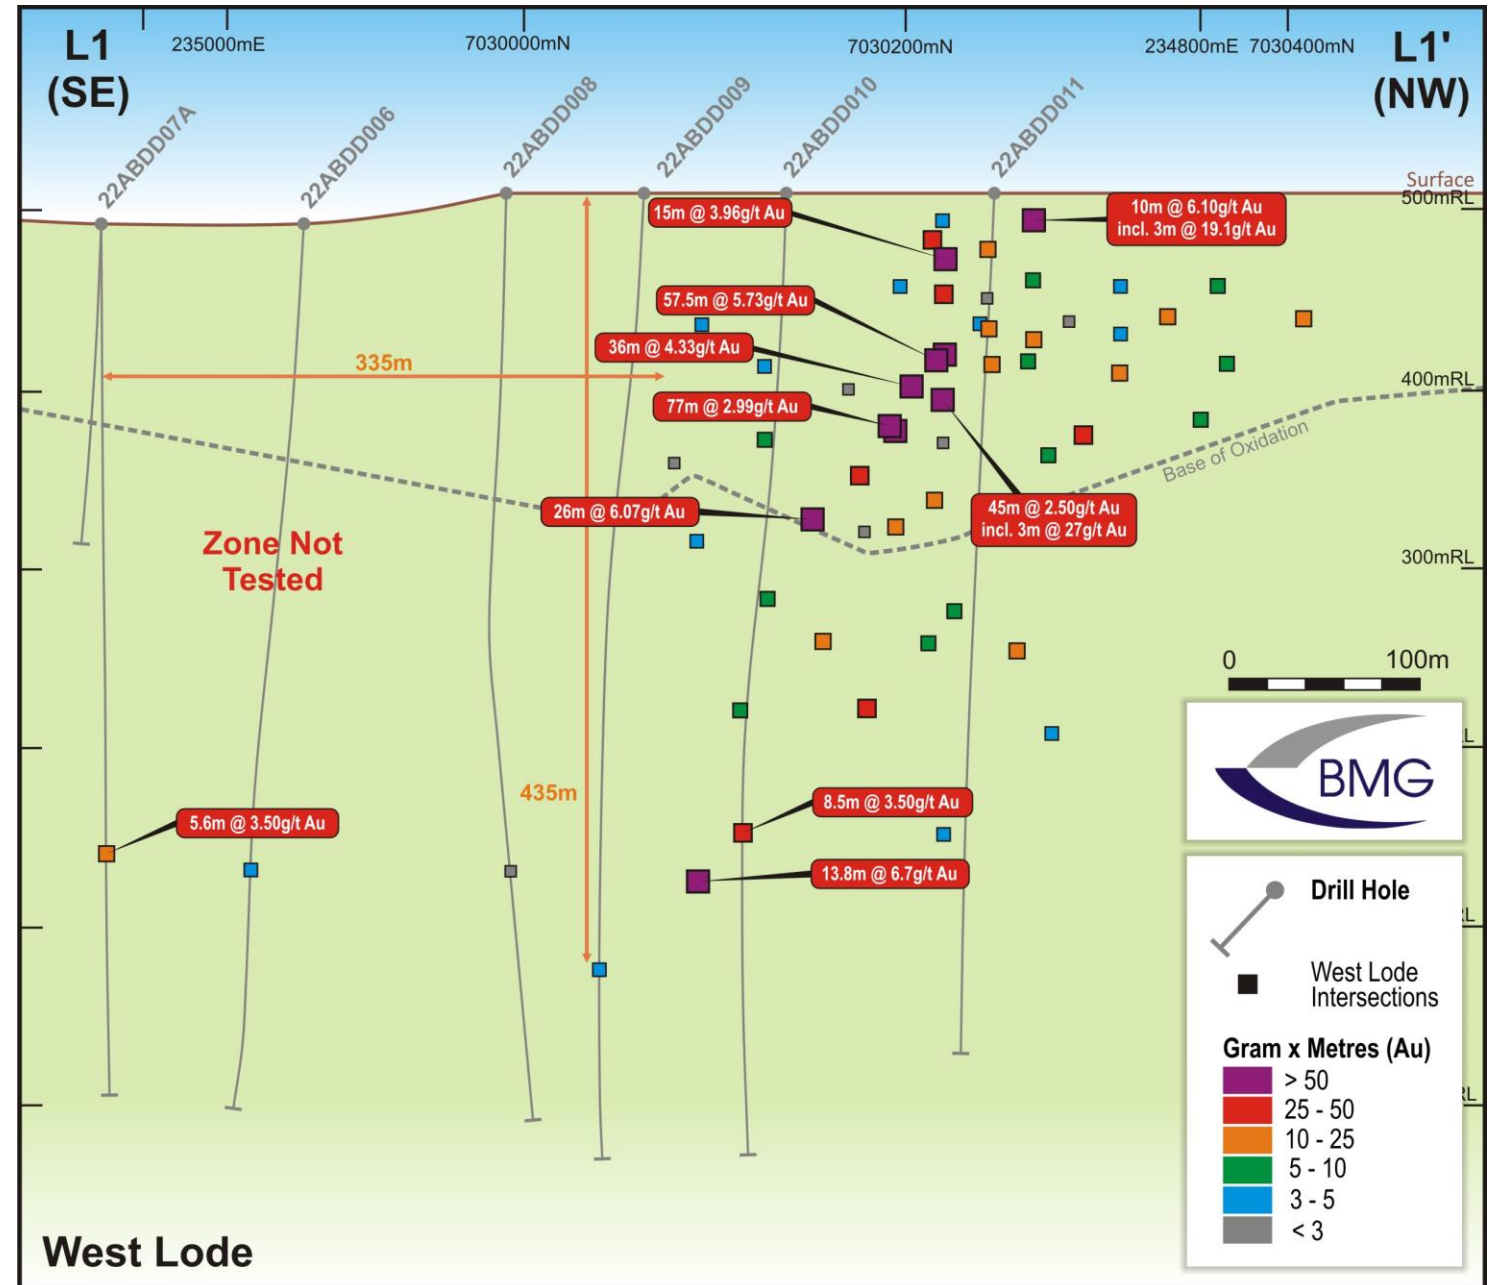 L1
(SE)
235000mE
7030000mN
7030200mN
234800mE
7030400mN
L1'
(NW)
22ABDD07A
22ABDD006
22ABDD008
22ABDD009
22ABDD010
22ABDD011
Surface
500mRL
15m @ 3.96g/t Au
10m @ 6.10g/t Au
incl. 3m @ 19.1g/t Au
57.5m @ 5.73g/t Au
36m @ 4.33g/t Au
335m
400mRL
77m @ 2.99g/t Au
Base of Oxidation
26m @ 6.07g/t Au
45m @ 2.50g/t Au
incl. 3m @ 27g/t Au
Zone Not
Tested
300mRL
0
100m
BMG
435m
8.5m @ 3.50g/t Au
5.6m @ 3.50g/t Au
13.8m @ 6.7g/t Au
Drill Hole
West Lode
Intersections
Gram x Metres (Au)
> 50
25 - 50
10 - 25
5 - 10
3 - 5
< 3
West Lode